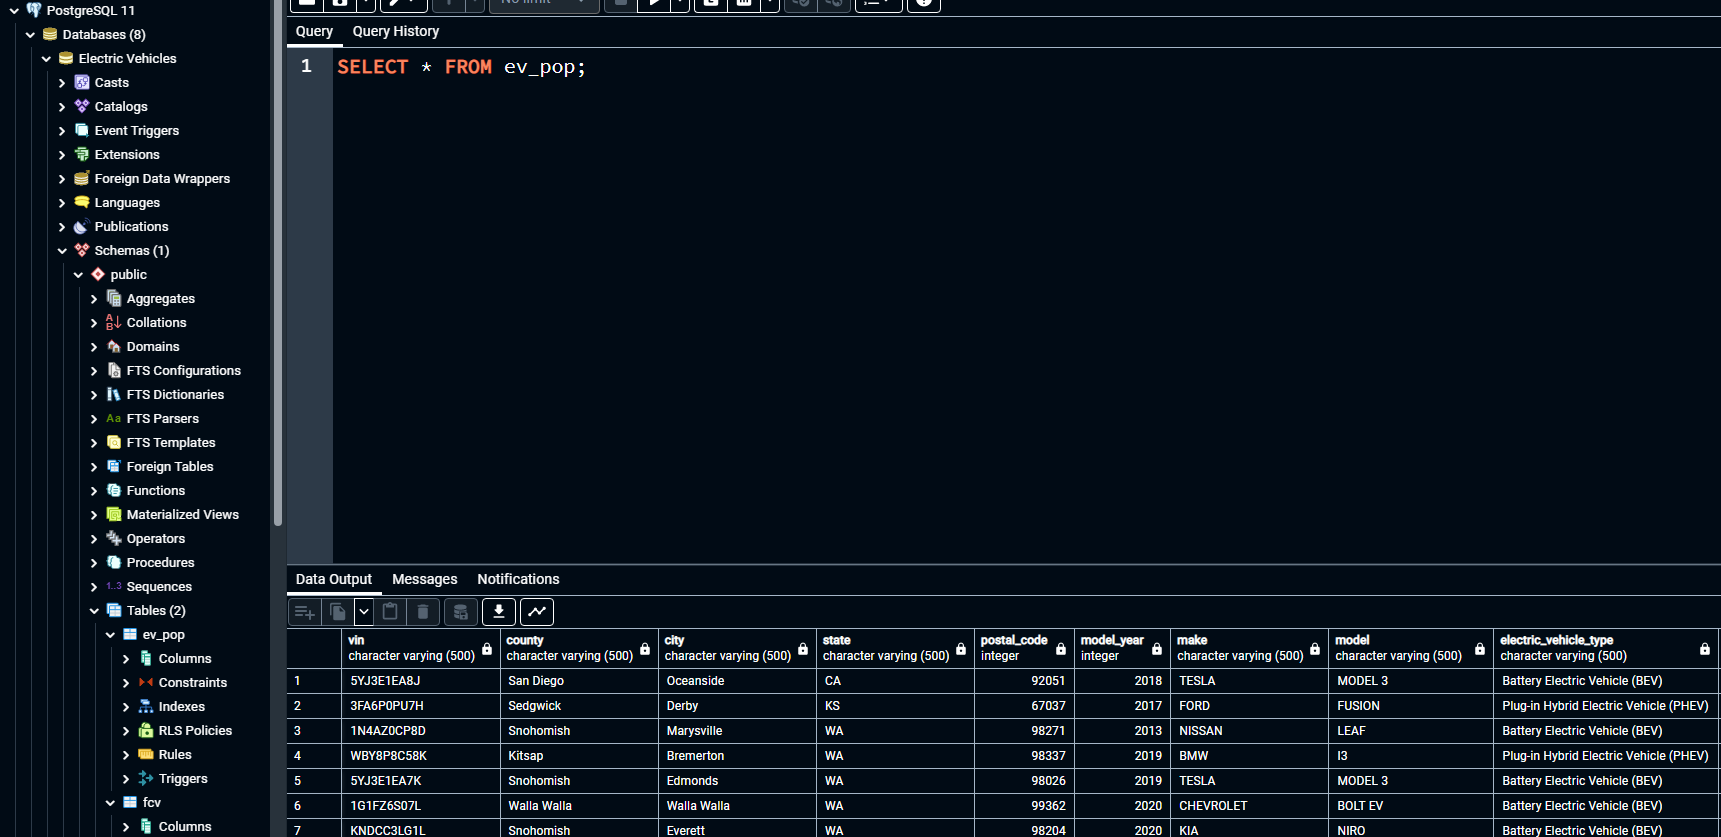 PostgreSQL 11
Databases (8)
Electric Vehicles
Casts
Catalogs
Event Triggers
Extensions
Foreign Data Wrappers
Languages
Publications
Schemas (1)
public
Aggregates
Collations
Domains
FTS Configurations
FTS Dictionaries
Aa FTS Parsers
FTS Templates
Foreign Tables
Functions
Materialized Views
Operators
Procedures
1..3 Sequences
Tables (2)
ev_pop
Columns
Constraints
Indexes
RLS Policies
Rules
Triggers
fcv
Columns
No limit
Query Query History
1 SELECT * FROM ev_pop;
Data Output Messages Notifications
vin county city state postal_code model_year make model electric_vehicle_type
character varying (500) character varying (500) character varying (500) character varying (500) integer integer character varying (500) character varying (500) character varying (500)
1 5YJ3E1EA8J San Diego Oceanside CA 92051 2018 TESLA MODEL 3 Battery Electric Vehicle (BEV)
2 3FA6P0PU7H Sedgwick Derby KS 67037 2017 FORD FUSION Plug-in Hybrid Electric Vehicle (PHEV)
3 1N4AZ0CP8D Snohomish Marysville WA 98271 2013 NISSAN LEAF Battery Electric Vehicle (BEV)
4 WBY8P8C58K Kitsap Bremerton WA 98337 2019 BMW I3 Plug-in Hybrid Electric Vehicle (PHEV)
5 5YJ3E1EA7K Snohomish Edmonds WA 98026 2019 TESLA MODEL 3 Battery Electric Vehicle (BEV)
6 1G1FZ6S07L Walla Walla Walla Walla WA 99362 2020 CHEVROLET BOLT EV Battery Electric Vehicle (BEV)
7 KNDCC3LG1L Snohomish Everett WA 98204 2020 KIA NIRO Battery Electric Vehicle (BEV)